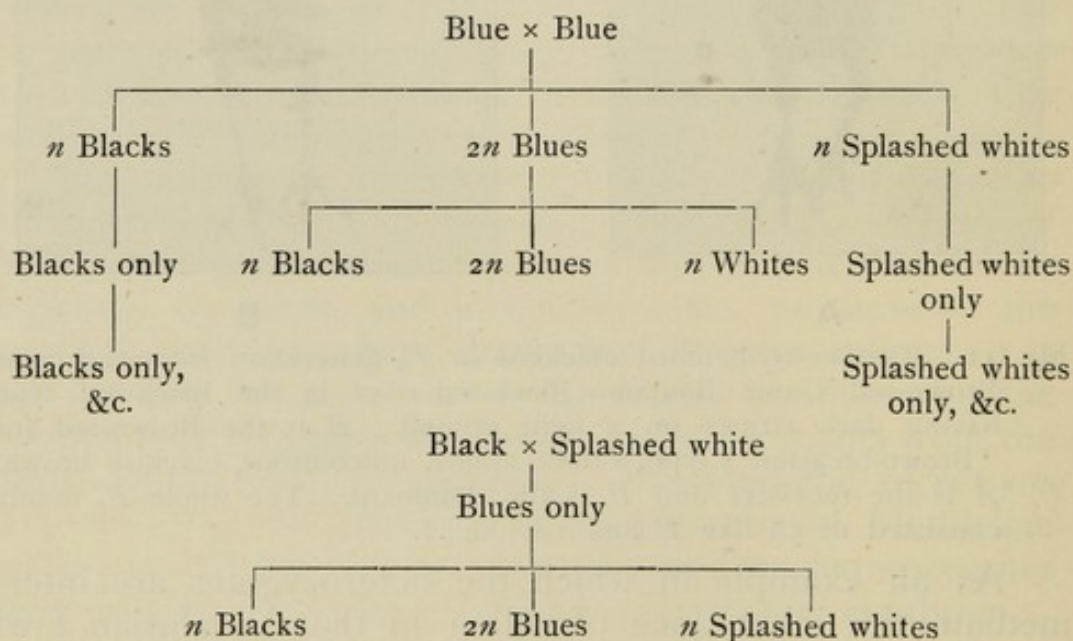 Blue × Blue
n Blacks 2n Blues n Splashed whites
Blacks only n Blacks 2n Blues n Whites Splashed whites
only
Blacks only, Splashed whites
&c. only, &c.
Black × Splashed white
Blues only
n Blacks 2n Blues n Splashed whites